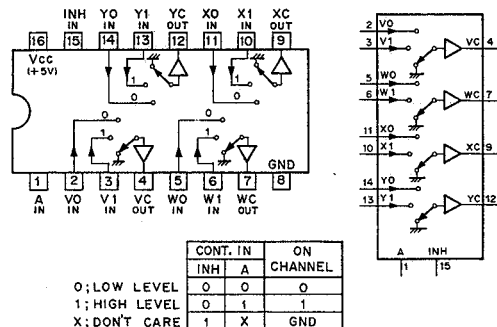 INH Y0 Y1 YC X0 X1 XC
IN IN IN OUT IN IN OUT
16 15 14 13 12 11 10 9
VCC
(+5V)
1 1
0 0
0 0
1 1
GND
1 2 3 4 5 6 7 8
A V0 V1 VC W0 W1 WC
IN IN IN OUT IN IN OUT
2 V0
3 V1 VC 4
5 W0
6 W1 WC 7
11 X0
10 X1 XC 9
14 Y0
13 Y1 YC 12
A INH
1 15
CONT. IN ON CHANNEL
INH A
0; LOW LEVEL 0 0 0
1; HIGH LEVEL 0 1 1
X; DON'T CARE 1 X GND